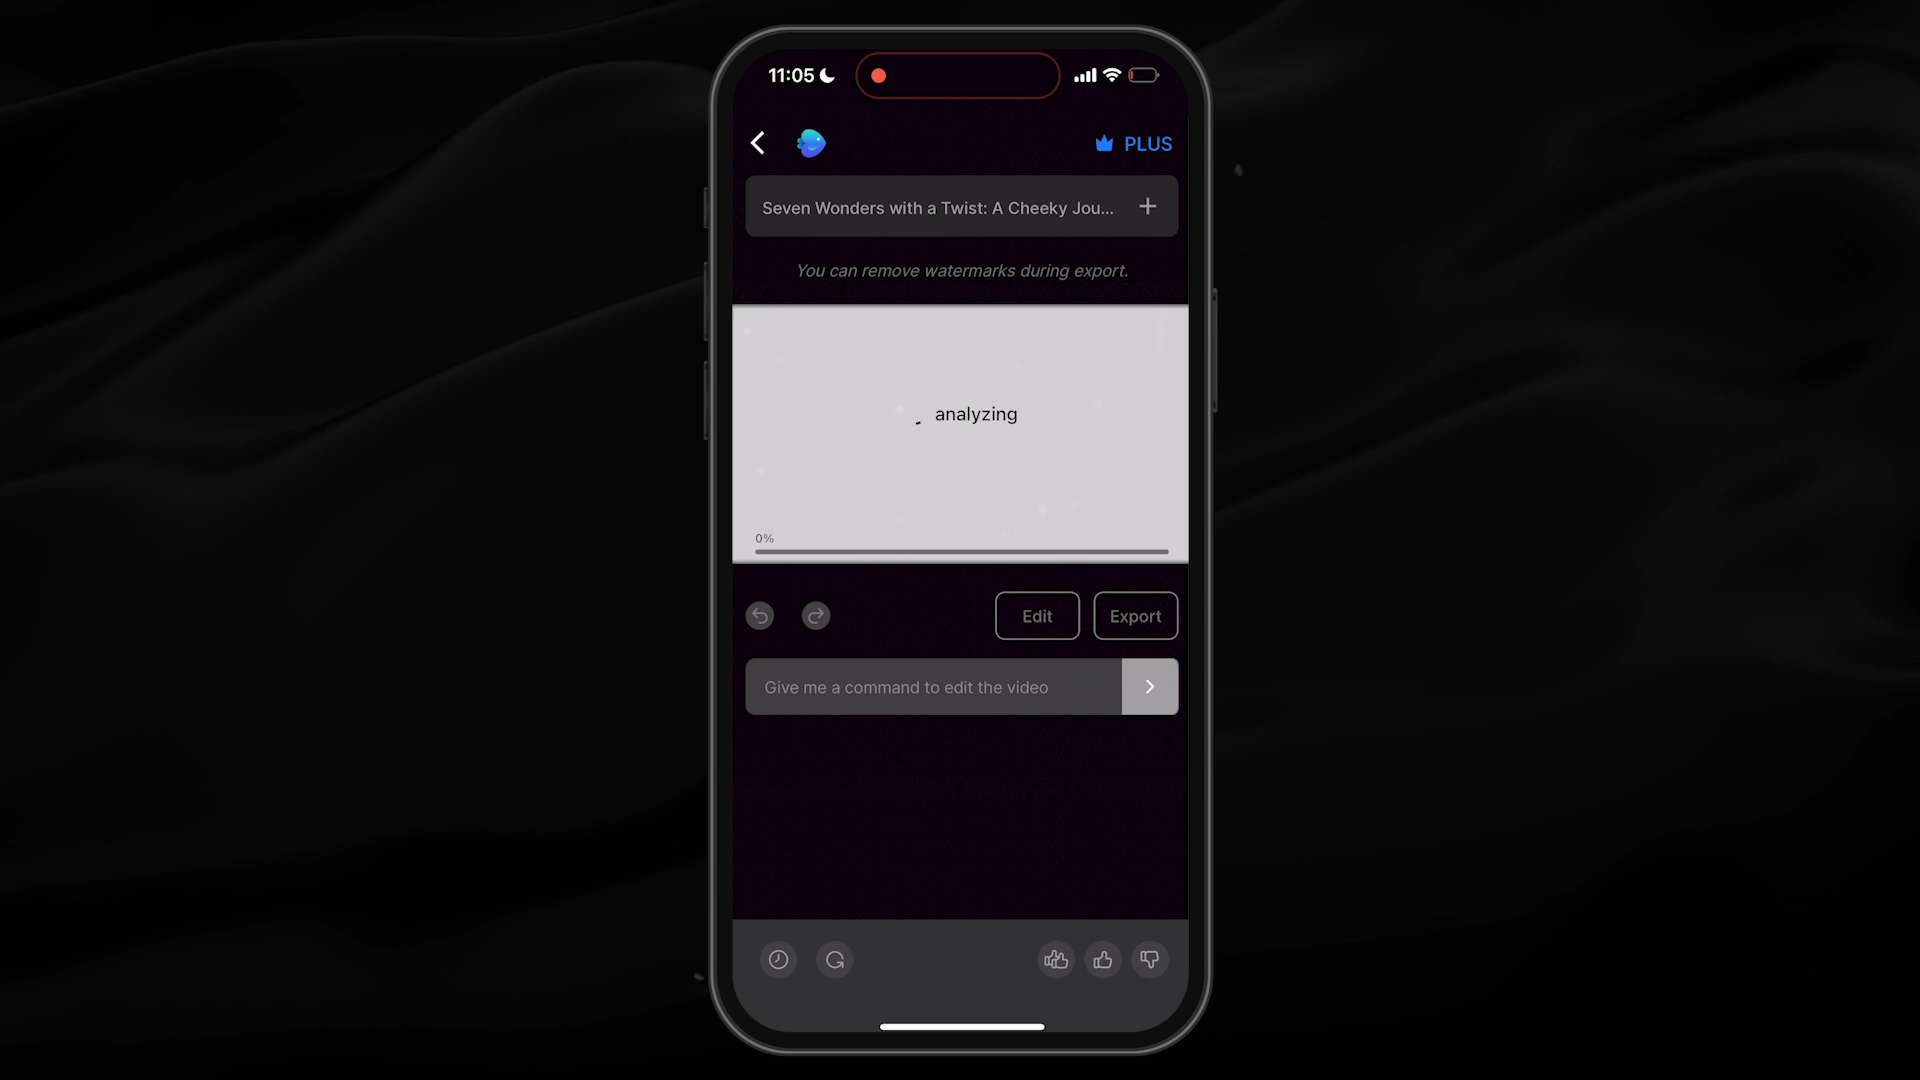 11:05
PLUS
Seven Wonders with a Twist: A Cheeky Jou...
You can remove watermarks during export.
analyzing
0%
Edit
Export
Give me a command to edit the video